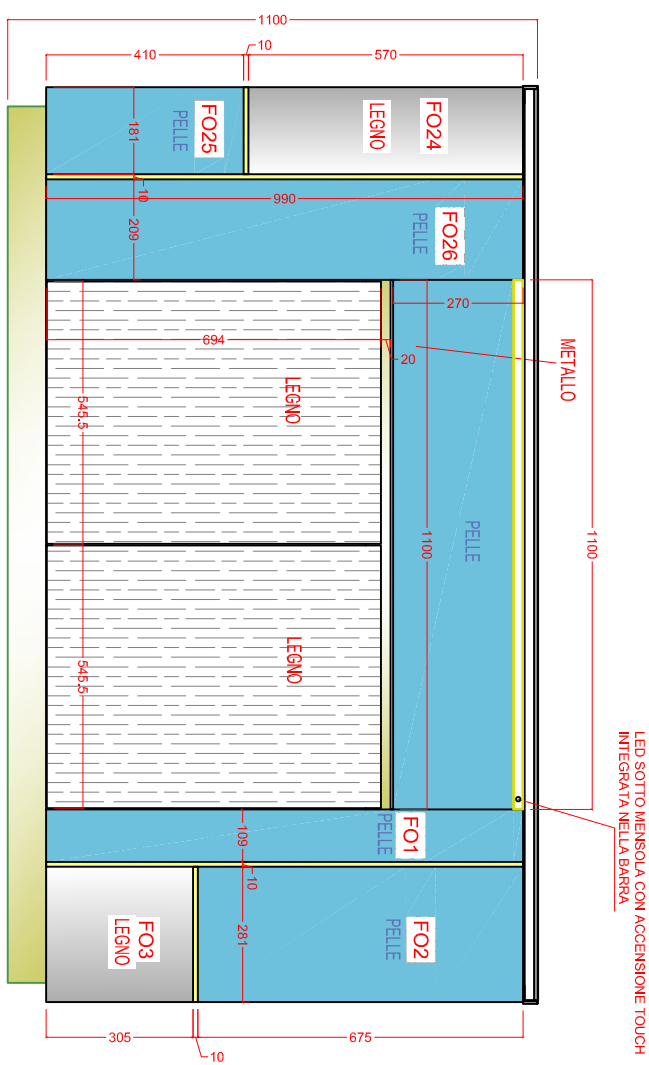 1100
410
10
570
FO24
LEGNO
FO25
PELLE
181
10
990
209
FO26
PELLE
270
694
20
METALLO
LEGNO
545.5
PELLE
1100
1100
LEGNO
545.5
LED SOTTO MENSOLA CON ACCENSIONE TOUCH
INTEGRATA NELLA BARRA
FO1
PELLE
109
10
FO2
PELLE
281
FO3
LEGNO
305
10
675